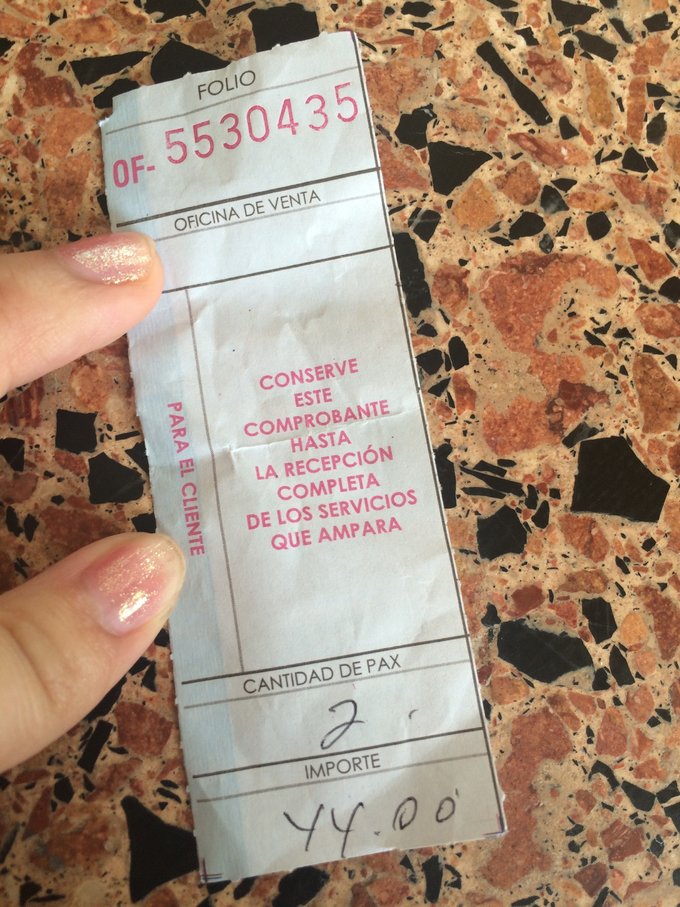 FOLIO
OF- 5530435
OFICINA DE VENTA
CONSERVE
ESTE
COMPROBANTE
HASTA
LA RECEPCIÓN
COMPLETA
DE LOS SERVICIOS
QUE AMPARA
PARA EL CLIENTE
CANTIDAD DE PAX
2
IMPORTE
44.00